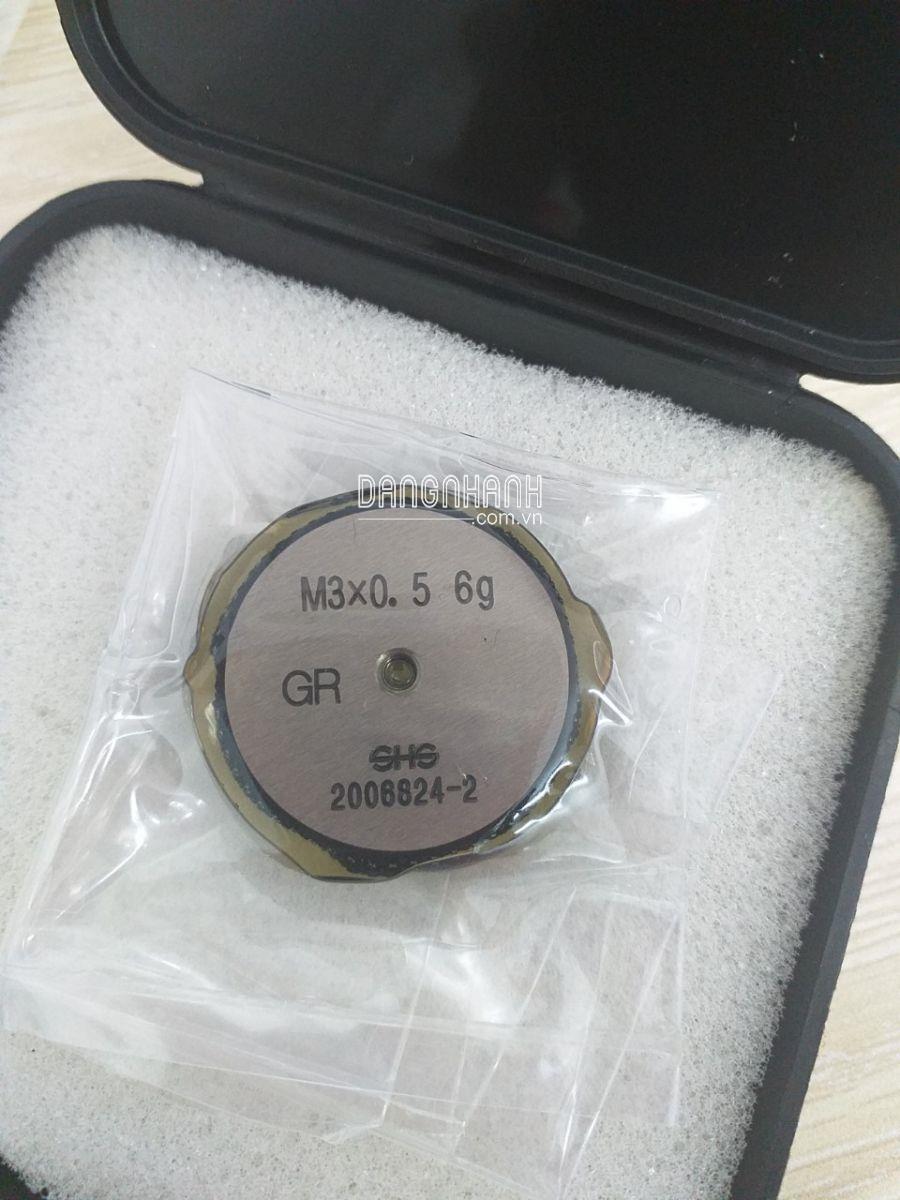 DANGNHANH
.com.vn
M3×0.5 6g
GR
SHS
2006824-2